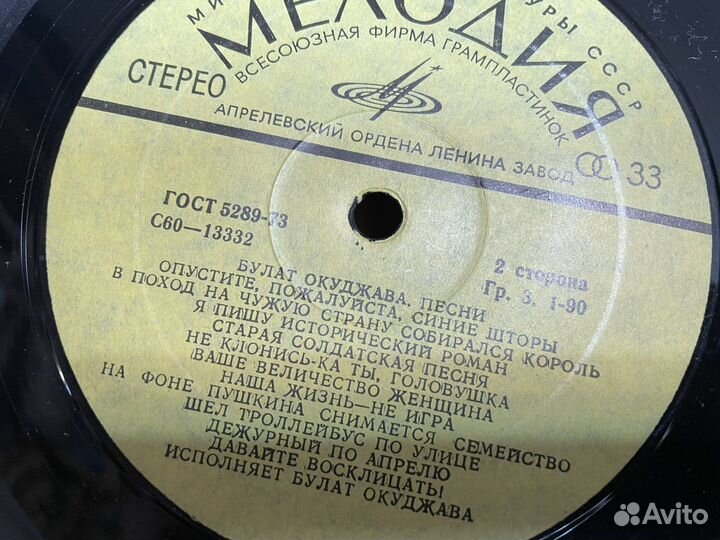 МИ
УРЫ СССР
МЕЛОДИЯ
ВСЕСОЮЗНАЯ ФИРМА ГРАМПЛАСТИНОК
СТЕРЕО
АПРЕЛЕВСКИЙ ОРДЕНА ЛЕНИНА ЗАВОД
33
ГОСТ 5289-73
С60—13332
2 сторона
Гр. 3. 1-90
БУЛАТ ОКУДЖАВА. ПЕСНИ
ОПУСТИТЕ, ПОЖАЛУЙСТА, СИНИЕ ШТОРЫ
В ПОХОД НА ЧУЖУЮ СТРАНУ СОБИРАЛСЯ КОРОЛЬ
Я ПИШУ ИСТОРИЧЕСКИЙ РОМАН
СТАРАЯ СОЛДАТСКАЯ ПЕСНЯ
НЕ КЛОНИСЬ-КА ТЫ, ГОЛОВУШКА
ВАШЕ ВЕЛИЧЕСТВО ЖЕНЩИНА
НАША ЖИЗНЬ—НЕ ИГРА
НА ФОНЕ ПУШКИНА СНИМАЕТСЯ СЕМЕЙСТВО
ШЕЛ ТРОЛЛЕЙБУС ПО УЛИЦЕ
ДЕЖУРНЫЙ ПО АПРЕЛЮ
ДАВАЙТЕ ВОСКЛИЦАТЬ!
ИСПОЛНЯЕТ БУЛАТ ОКУДЖАВА
Avito